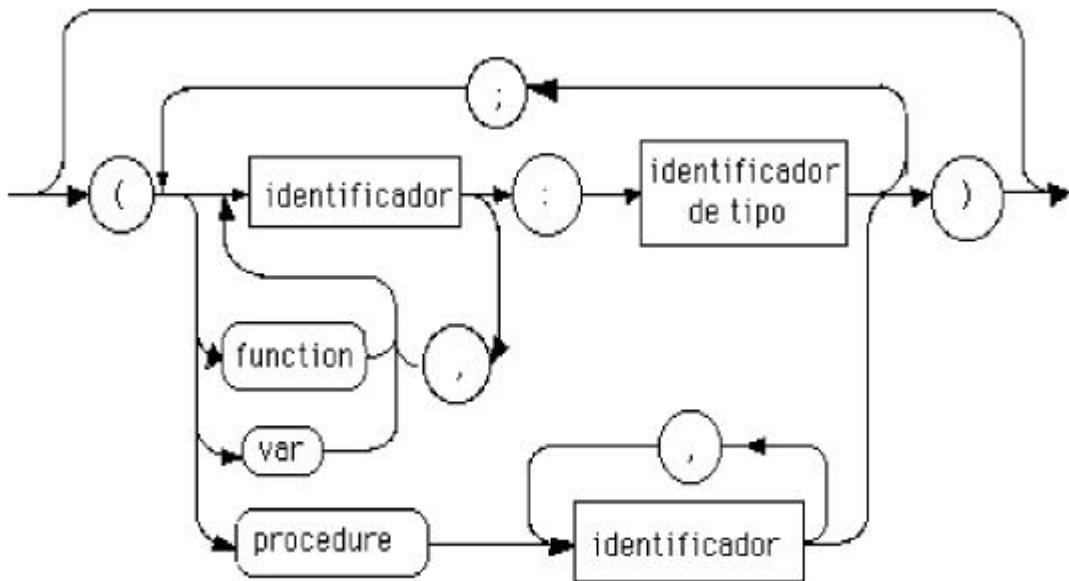 ;
(
identificador
:
identificador
de tipo
)
function
,
var
,
procedure
identificador